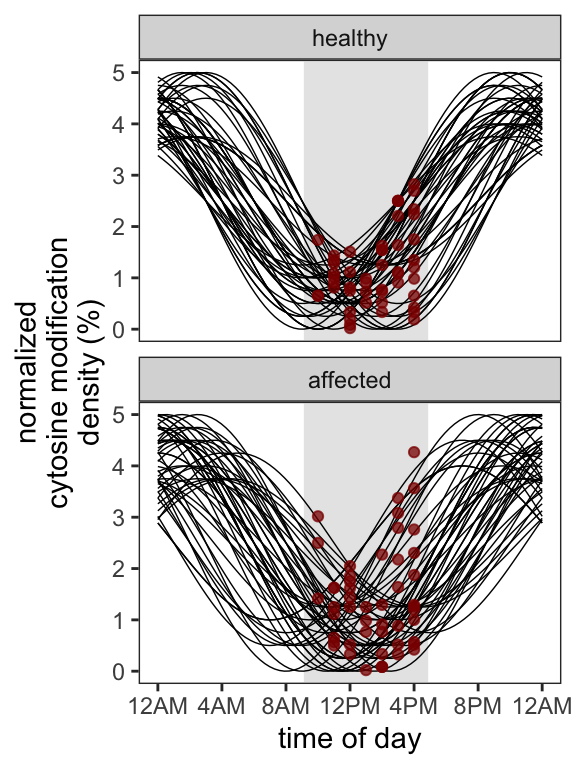 healthy
5
4
3
2
1
0
normalized
cytosine modification
density (%)
affected
5
4
3
2
1
0
12AM 4AM 8AM 12PM 4PM 8PM 12AM
time of day